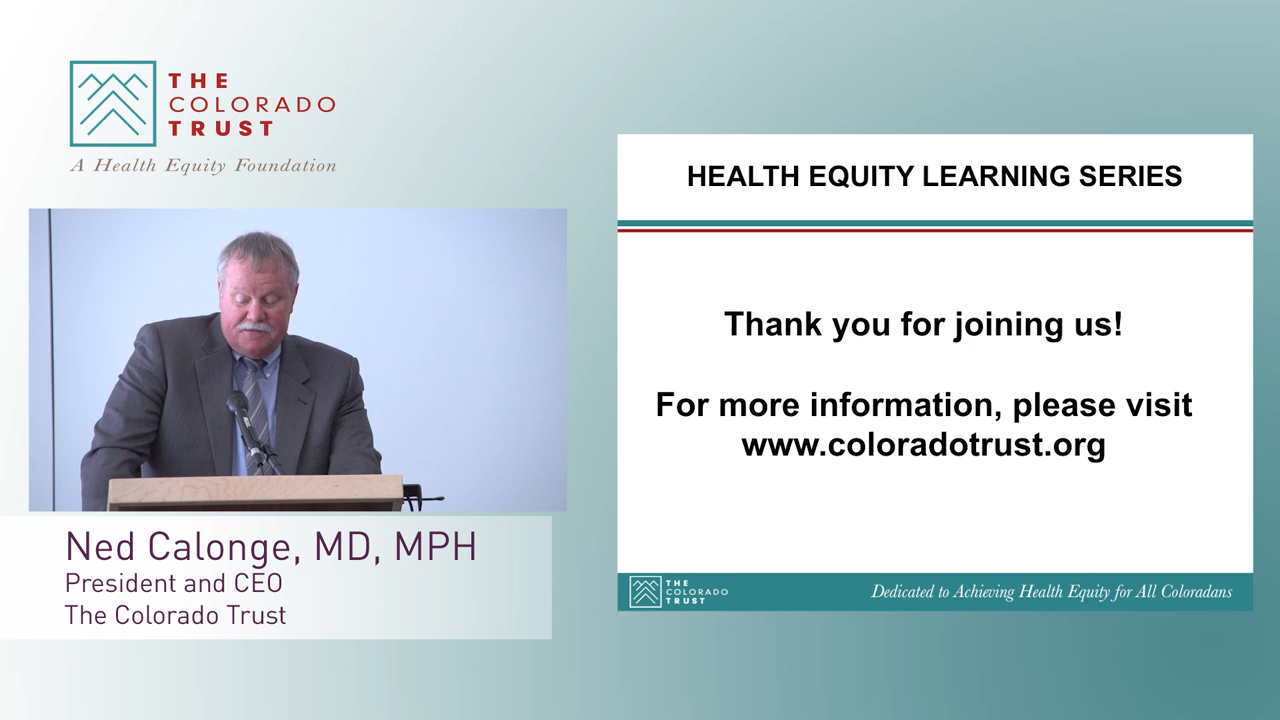 THE
COLORADO
TRUST
A Health Equity Foundation
Ned Calonge, MD, MPH
President and CEO
The Colorado Trust
HEALTH EQUITY LEARNING SERIES
Thank you for joining us!
For more information, please visit
www.coloradotrust.org
THE
COLORADO
TRUST
Dedicated to Achieving Health Equity for All Coloradans